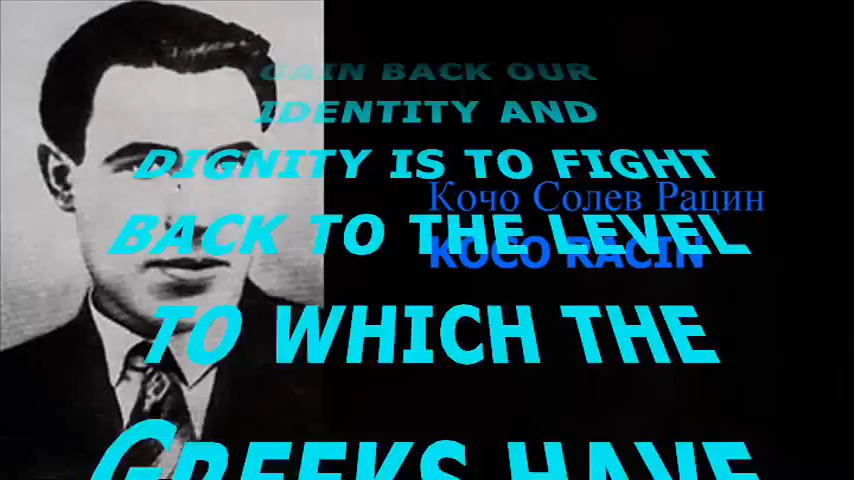 GAIN BACK OUR
IDENTITY AND
DIGNITY IS TO FIGHT
Кочо Солев Рацин
BACK TO THE LEVEL
KOCO RACIN
TO WHICH THE
GREEKS HAVE